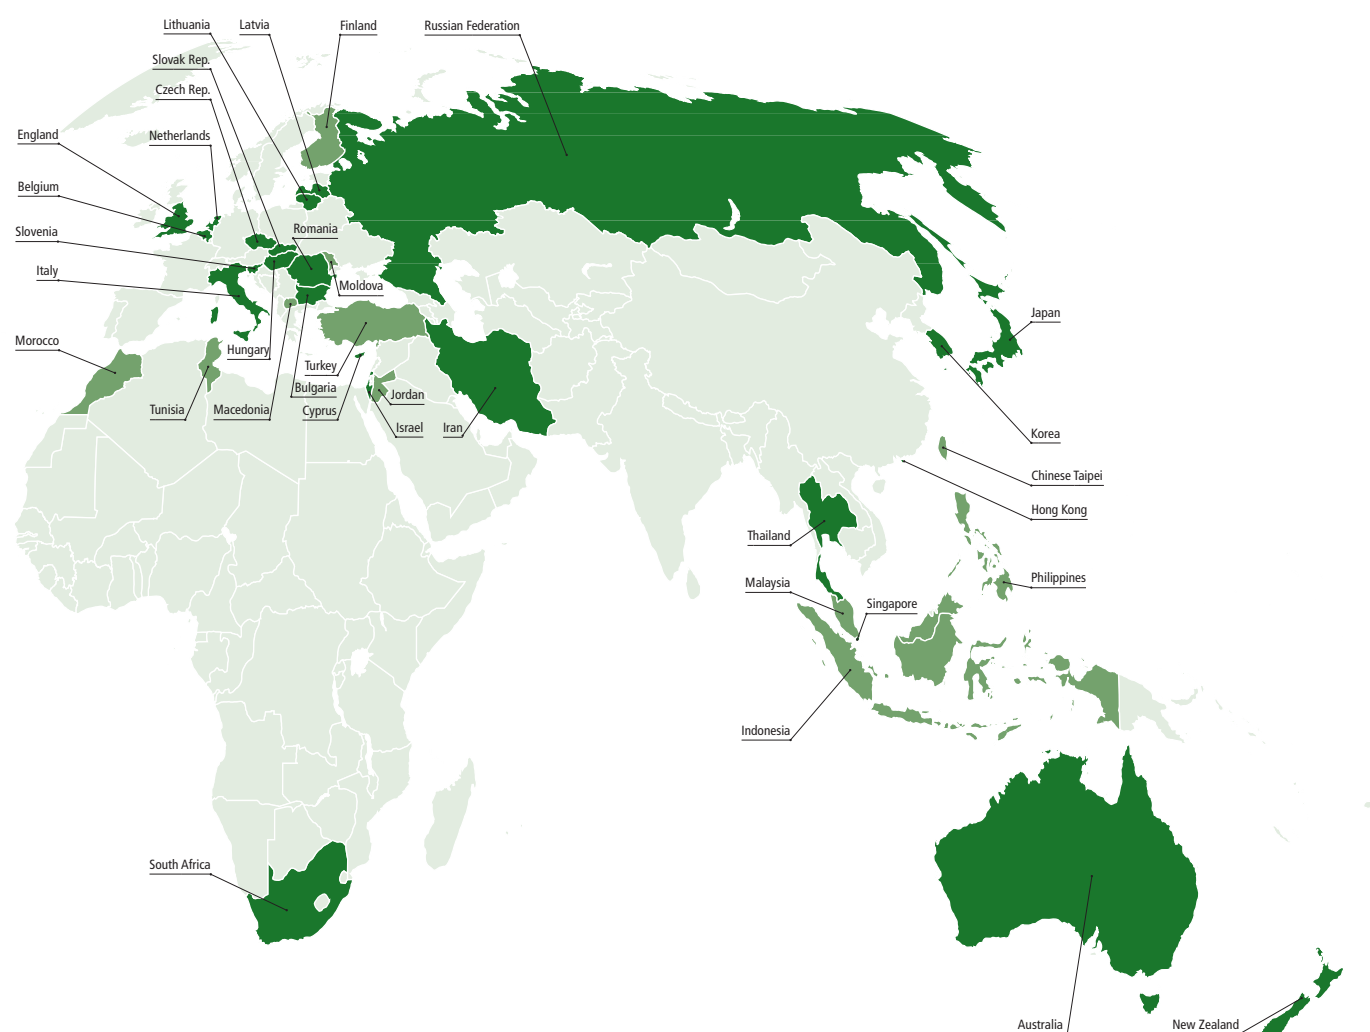 Lithuania
Latvia
Finland
Russian Federation
Slovak Rep.
Czech Rep.
England
Netherlands
Belgium
Slovenia
Romania
Italy
Moldova
Japan
Morocco
Hungary
Turkey
Bulgaria
Jordan
Tunisia
Macedonia
Cyprus
Israel
Iran
Korea
Chinese Taipei
Hong Kong
Thailand
Malaysia
Philippines
Singapore
Indonesia
South Africa
Australia
New Zealand